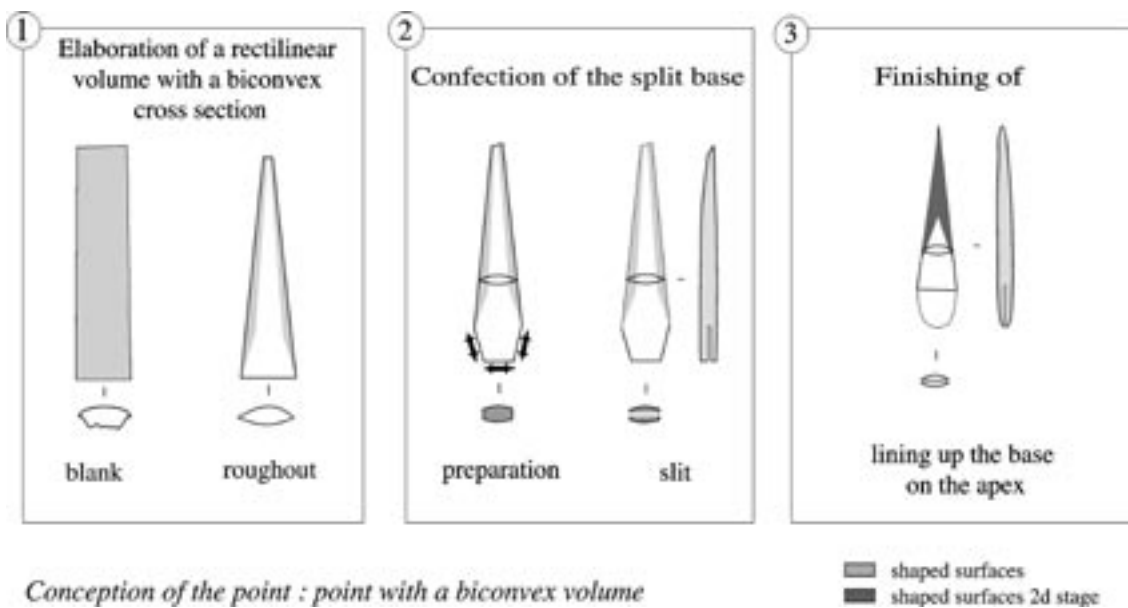 1
Elaboration of a rectilinear
volume with a biconvex
cross section
blank
roughout
2
Confection of the split base
preparation
slit
3
Finishing of
lining up the base
on the apex
Conception of the point : point with a biconvex volume
shaped surfaces
shaped surfaces 2d stage